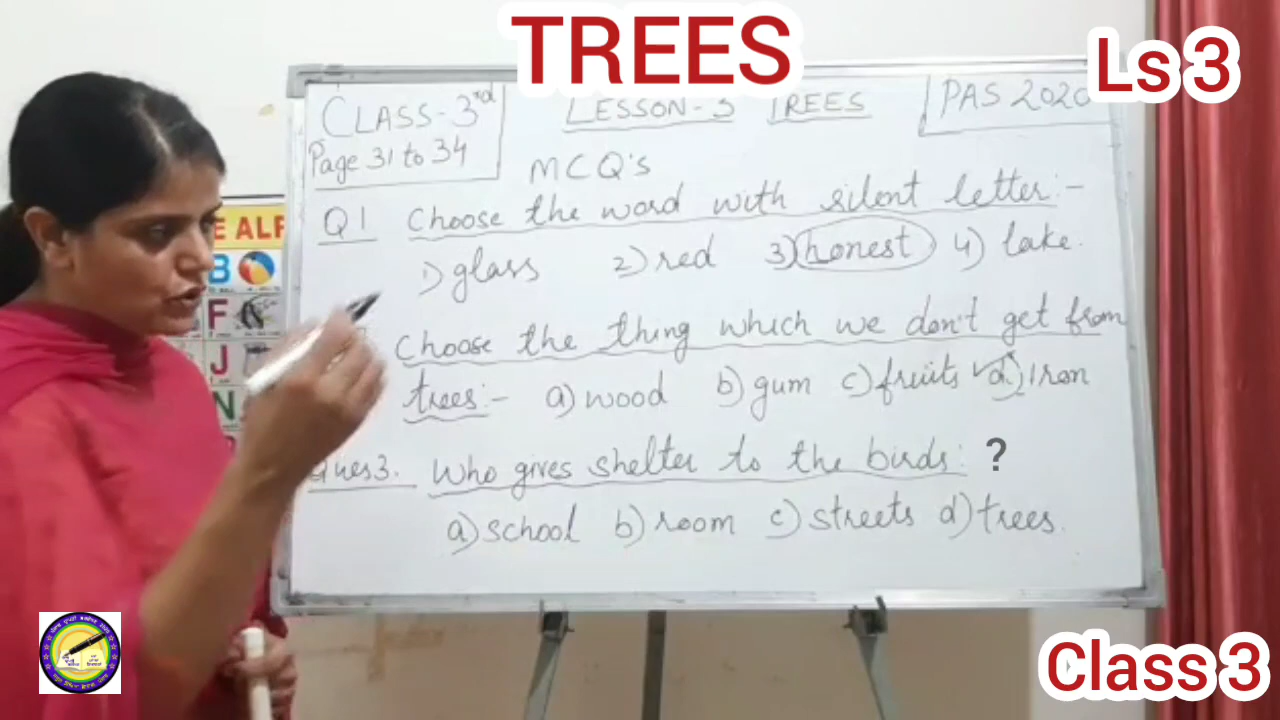 TREES
Ls 3
CLASS-3rd
Page 31 to 34
LESSON-3 TREES
PAS 2020
MCQ's
Q1 Choose the word with silent letter:-
1) glass 2) red 3) honest 4) lake.
Choose the thing which we don't get from
trees:- a) wood b) gum c) fruits d) Iron
Ques3. Who gives shelter to the birds: ?
a) school b) room c) streets d) trees.
E ALF
B
F
J
N
Class 3